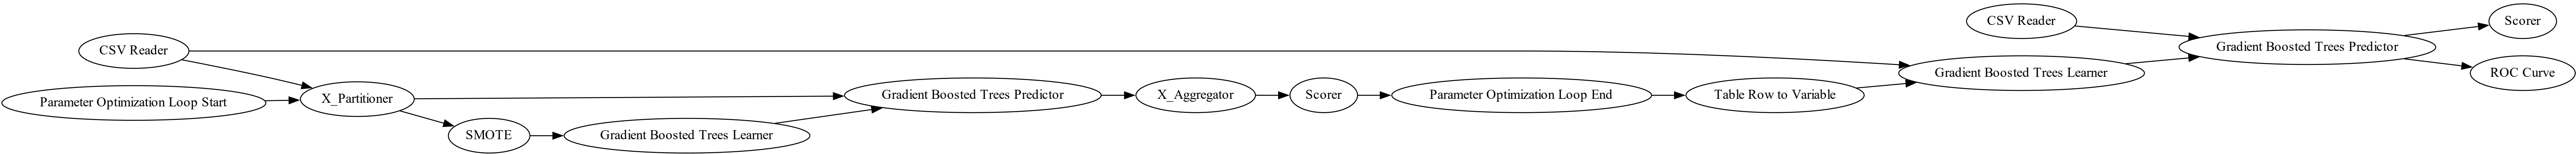 CSV Reader
Parameter Optimization Loop Start
X_Partitioner
SMOTE
Gradient Boosted Trees Learner
Gradient Boosted Trees Predictor
X_Aggregator
Scorer
Parameter Optimization Loop End
Table Row to Variable
CSV Reader
Gradient Boosted Trees Learner
Gradient Boosted Trees Predictor
Scorer
ROC Curve